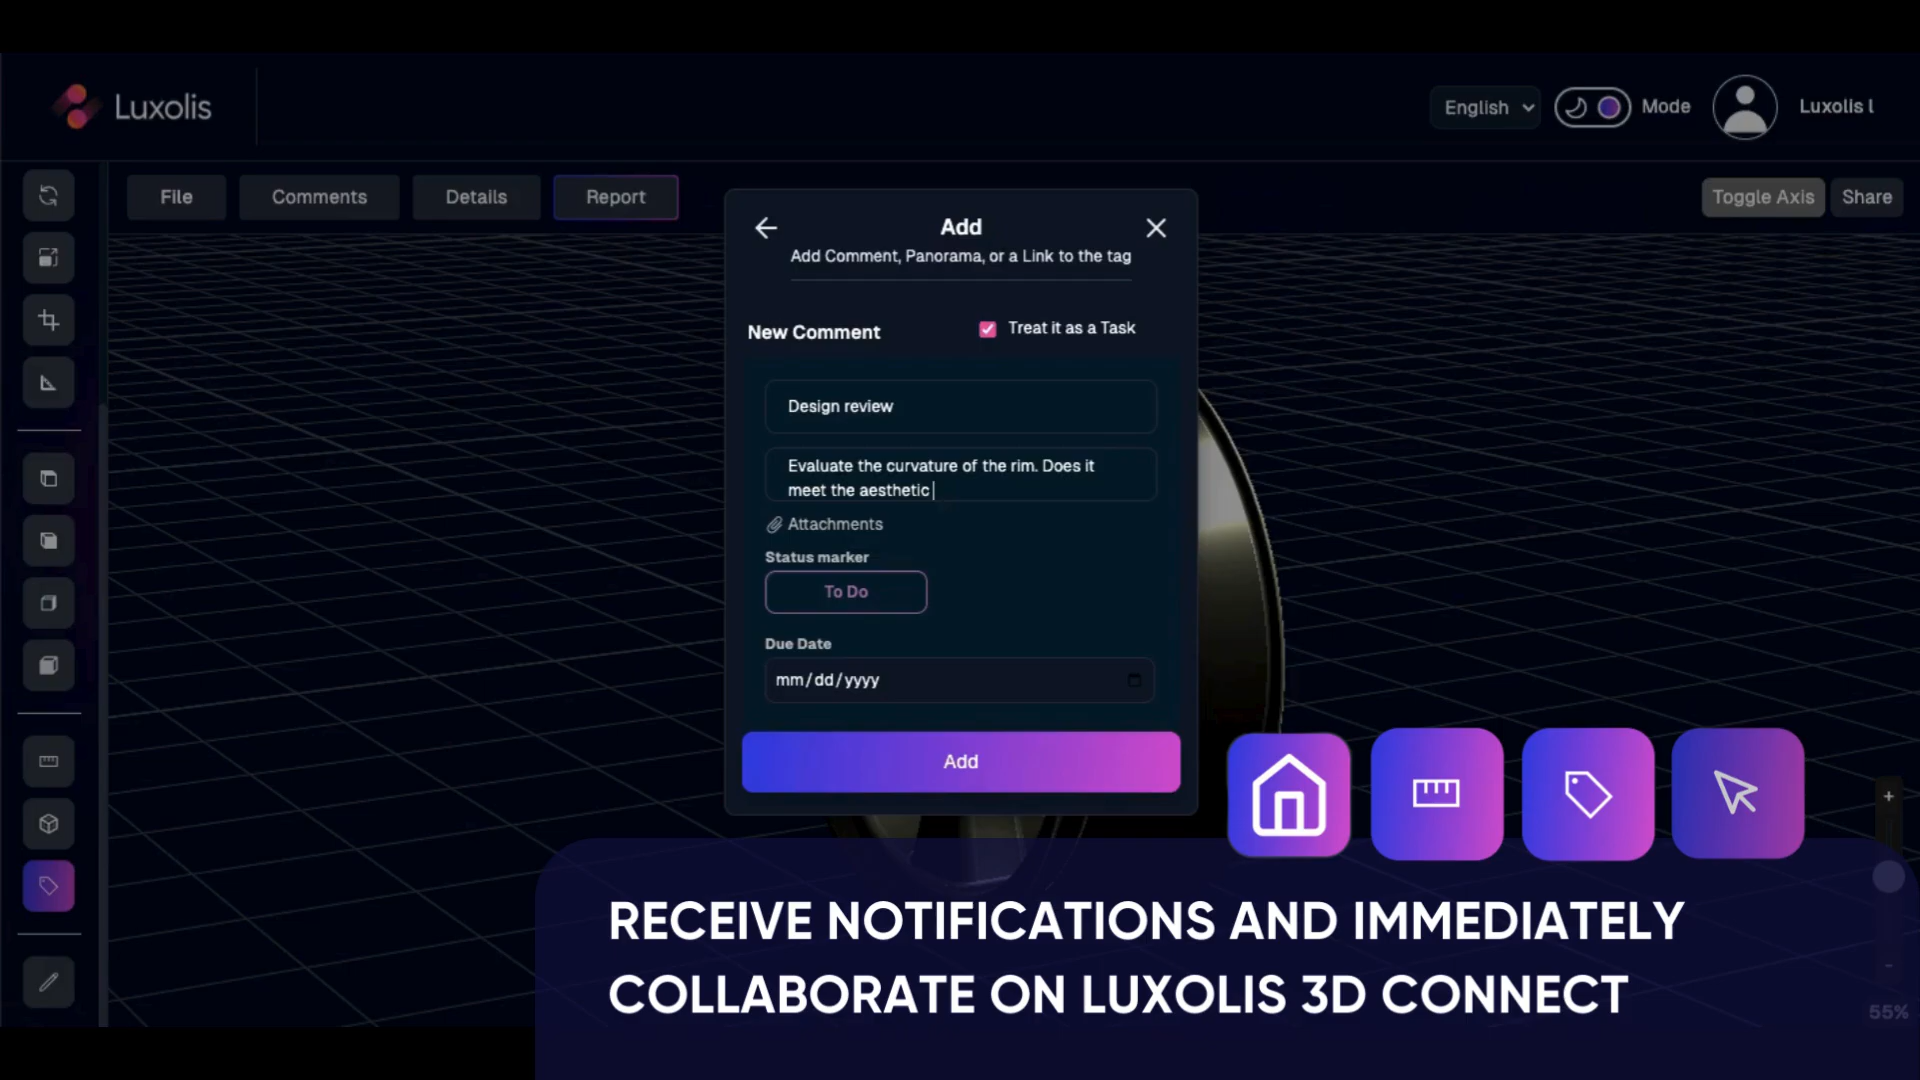 Luxolis
English
Mode
Luxolis l
File
Comments
Details
Report
Toggle Axis
Share
Add
Add Comment, Panorama, or a Link to the tag
New Comment
Treat it as a Task
Design review
Evaluate the curvature of the rim. Does it
meet the aesthetic
Attachments
Status marker
To Do
Due Date
mm/dd/yyyy
Add
RECEIVE NOTIFICATIONS AND IMMEDIATELY
COLLABORATE ON LUXOLIS 3D CONNECT
+
-
55%